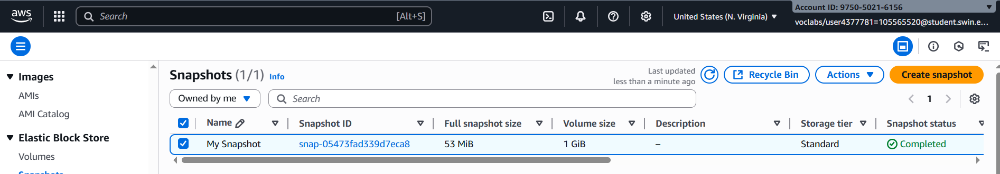 aws
Search
[Alt+S]
United States (N. Virginia)
Account ID: 9750-5021-6156
voclabs/user4377781=105565520@student.swin.e...
Images
AMIs
AMI Catalog
Elastic Block Store
Volumes
Snapshots
Snapshots (1/1) Info
Last updated
less than a minute ago
Recycle Bin
Actions
Create snapshot
Owned by me
Search
1
Name Snapshot ID Full snapshot size Volume size Description Storage tier Snapshot status
My Snapshot snap-05473fad339d7eca8 53 MiB 1 GiB – Standard Completed